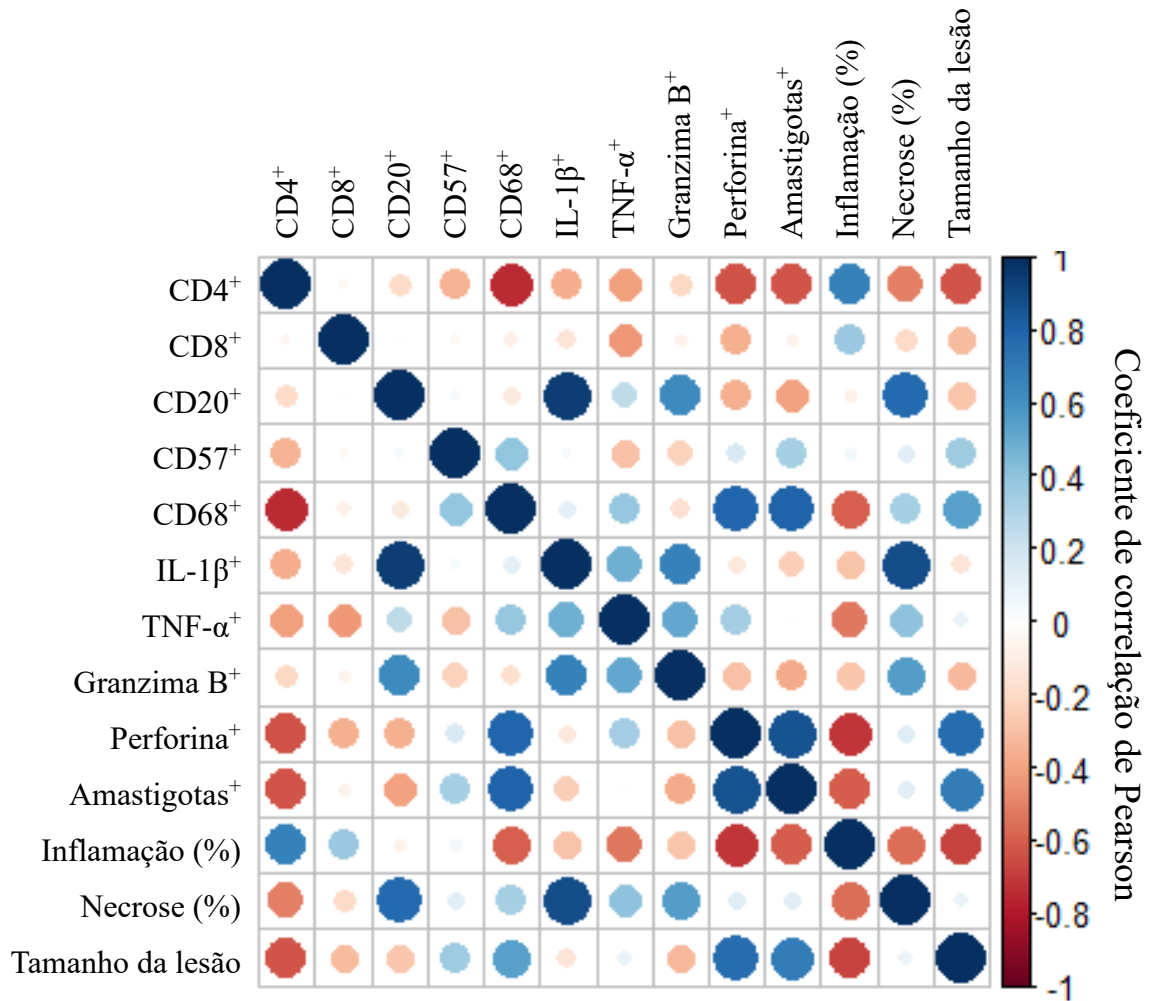 CD4⁺
CD8⁺
CD20⁺
CD57⁺
CD68⁺
IL-1β⁺
TNF-α⁺
Granzima B⁺
Perforina⁺
Amastigotas⁺
Inflamação (%)
Necrose (%)
Tamanho da lesão
CD4⁺
CD8⁺
CD20⁺
CD57⁺
CD68⁺
IL-1β⁺
TNF-α⁺
Granzima B⁺
Perforina⁺
Amastigotas⁺
Inflamação (%)
Necrose (%)
Tamanho da lesão
1
0.8
0.6
0.4
0.2
0
-0.2
-0.4
-0.6
-0.8
-1
Coeficiente de correlação de Pearson